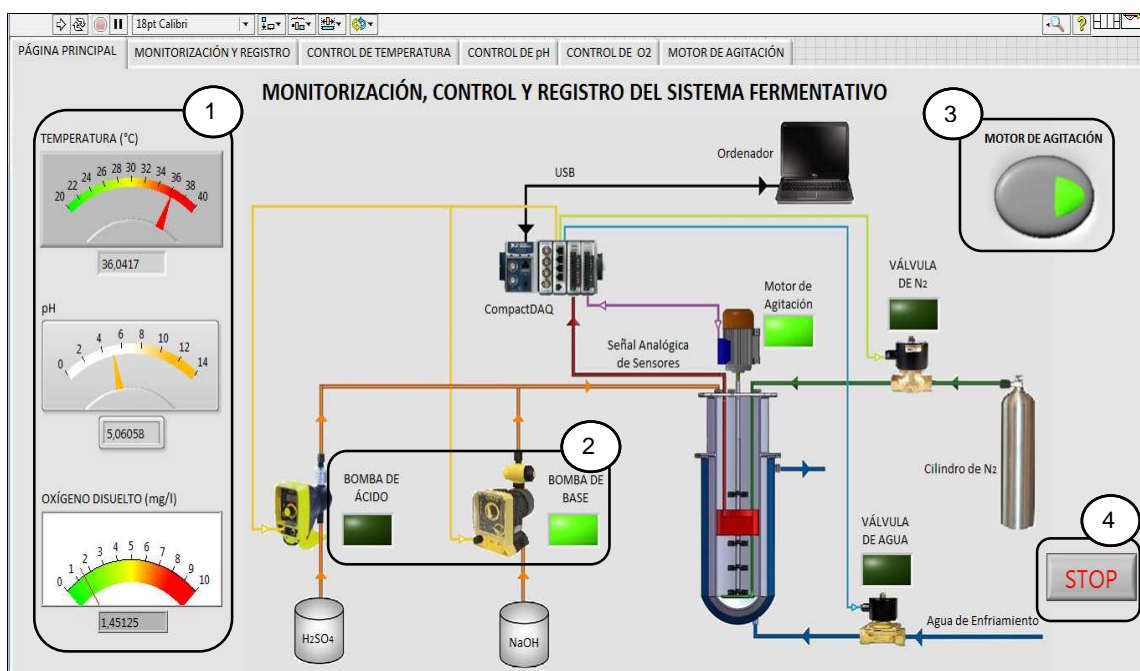 18pt Calibri
PÁGINA PRINCIPAL
MONITORIZACIÓN Y REGISTRO
CONTROL DE TEMPERATURA
CONTROL DE pH
CONTROL DE O2
MOTOR DE AGITACIÓN
MONITORIZACIÓN, CONTROL Y REGISTRO DEL SISTEMA FERMENTATIVO
1
TEMPERATURA (°C)
20 22 24 26 28 30 32 34 36 38 40
36,0417
pH
0 2 4 6 8 10 12 14
5,06058
OXÍGENO DISUELTO (mg/l)
0 1 2 3 4 5 6 7 8 9 10
1,45125
Ordenador
USB
CompactDAQ
Señal Analógica
de Sensores
Motor de
Agitación
3
MOTOR DE AGITACIÓN
VÁLVULA
DE N2
Cilindro de N2
2
BOMBA DE
ÁCIDO
BOMBA DE
BASE
H2SO4
NaOH
VÁLVULA
DE AGUA
Agua de Enfriamiento
4
STOP